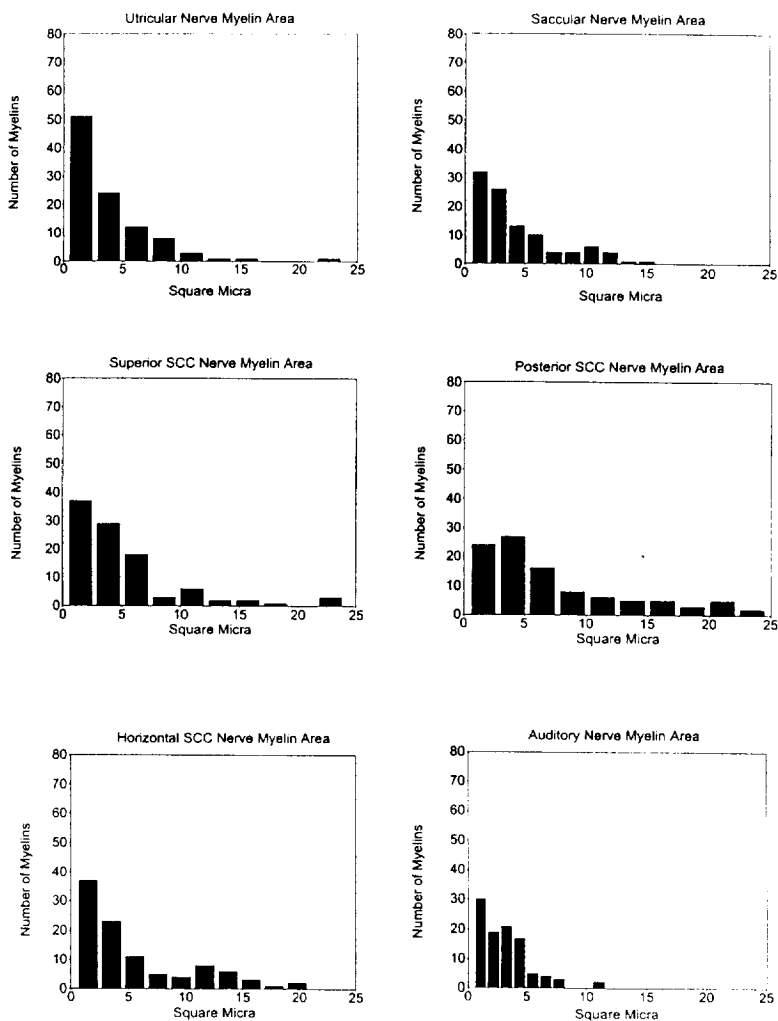 Utricular Nerve Myelin Area
80
70
60
50
40
30
20
10
0
Number of Myelins
0 5 10 15 20 25
Square Micra
Saccular Nerve Myelin Area
80
70
60
50
40
30
20
10
0
Number of Myelins
0 5 10 15 20 25
Square Micra
Superior SCC Nerve Myelin Area
80
70
60
50
40
30
20
10
0
Number of Myelins
0 5 10 15 20 25
Square Micra
Posterior SCC Nerve Myelin Area
80
70
60
50
40
30
20
10
0
Number of Myelins
0 5 10 15 20 25
Square Micra
Horizontal SCC Nerve Myelin Area
80
70
60
50
40
30
20
10
0
Number of Myelins
0 5 10 15 20 25
Square Micra
Auditory Nerve Myelin Area
80
70
60
50
40
30
20
10
0
Number of Myelins
0 5 10 15 20 25
Square Micra